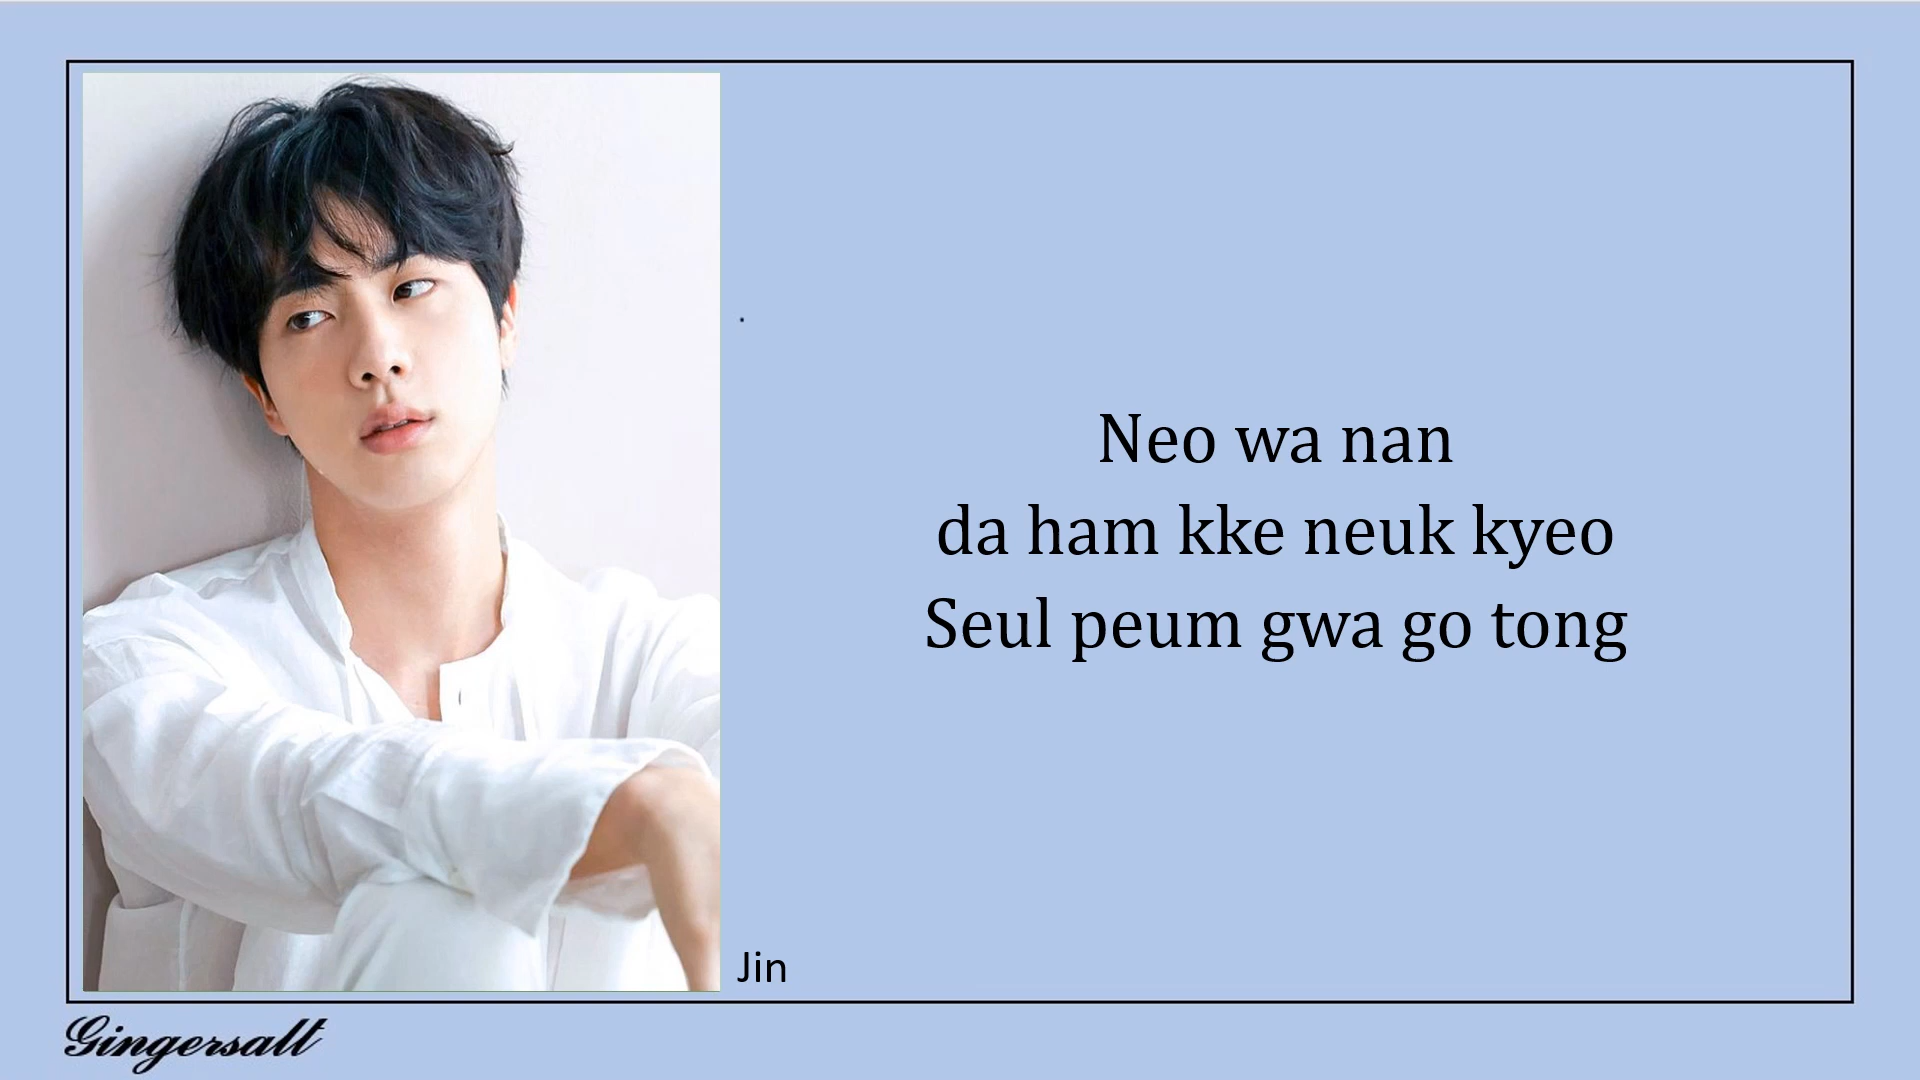 Neo wa nan
da ham kke neuk kyeo
Seul peum gwa go tong
Jin
Gingersalt